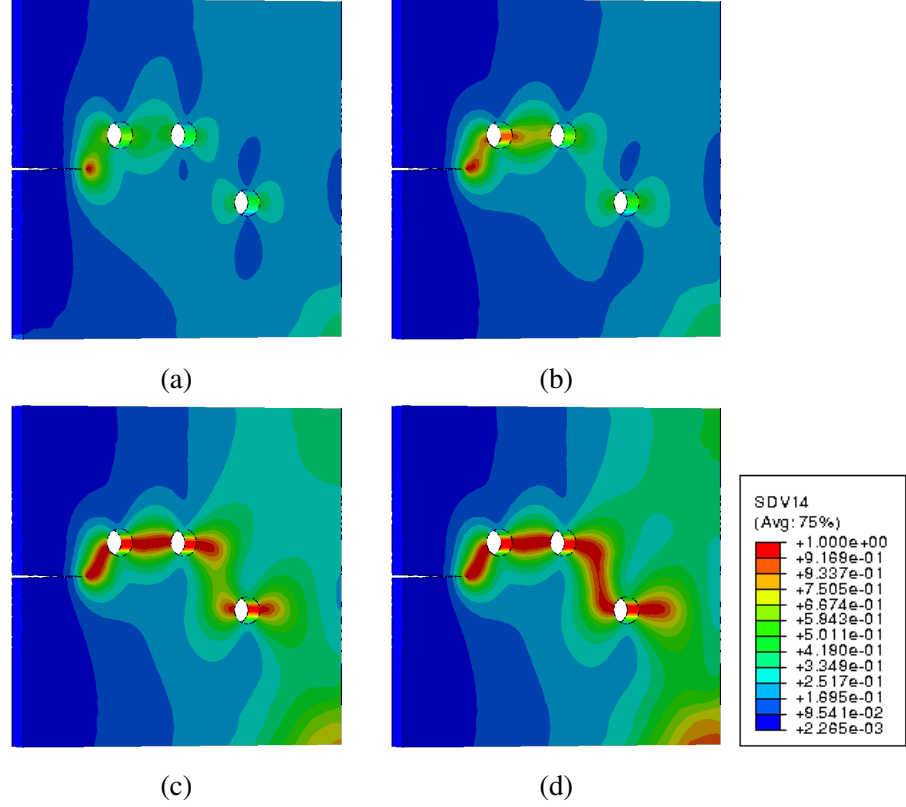 (a)
(b)
(c)
(d)
SDV14
(Avg: 75%)
+1.000e+00
+9.169e-01
+8.337e-01
+7.505e-01
+6.674e-01
+5.843e-01
+5.011e-01
+4.180e-01
+3.348e-01
+2.517e-01
+1.685e-01
+8.541e-02
+2.265e-03